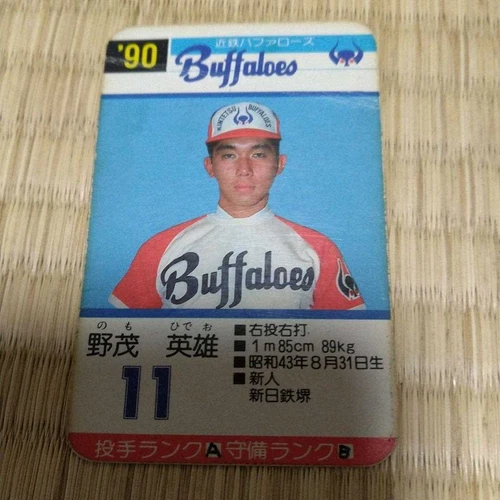 '90
近鉄バファローズ
Buffaloes
KINTETSU BUFFALOES
Buffaloes
のも ひでお
野茂 英雄
11
■右投右打
■1m85cm 89kg
■昭和43年8月31日生
■新人
新日鉄堺
投手ランクA守備ランクB